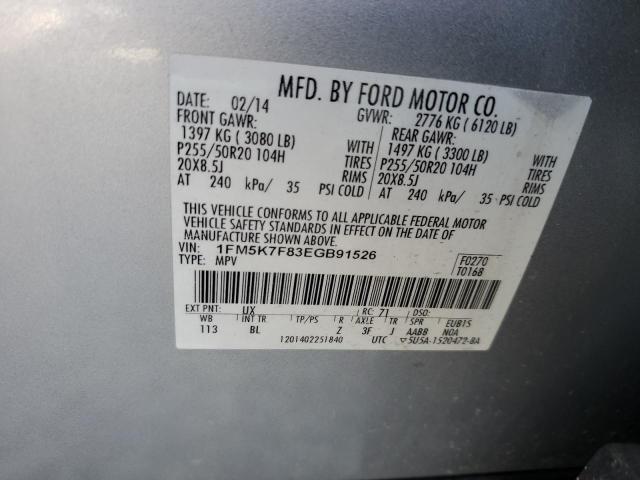 MFD. BY FORD MOTOR CO.
DATE: 02/14 GVWR: 2776 KG ( 6120 LB)
FRONT GAWR: REAR GAWR:
1397 KG ( 3080 LB) WITH 1497 KG ( 3300 LB) WITH
P255/50R20 104H TIRES P255/50R20 104H TIRES
20X8.5J RIMS 20X8.5J RIMS
AT 240 kPa/ 35 PSI COLD AT 240 kPa/ 35 PSI COLD
THIS VEHICLE CONFORMS TO ALL APPLICABLE FEDERAL MOTOR
VEHICLE SAFETY STANDARDS IN EFFECT ON THE DATE OF MANUFACTURE SHOWN ABOVE.
VIN: 1FM5K7F83EGB91526 F0270
TYPE: MPV T0168
EXT PNT: UX RC: 71 DSO:
WB INT TR TP/PS R AXLE TR SPR EUB15
113 BL Z 3F J AABB NOA
1201402251840 UTC ▽5U5A-1520472-BA